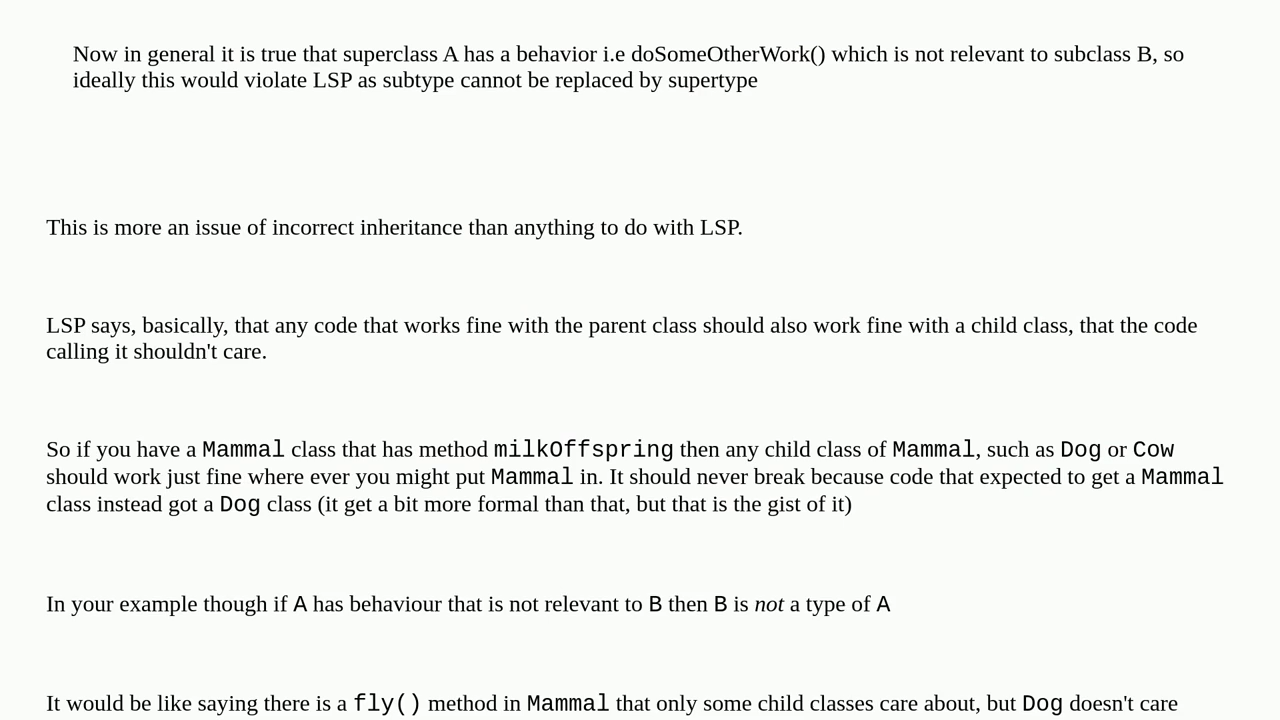 Now in general it is true that superclass A has a behavior i.e doSomeOtherWork() which is not relevant to subclass B, so
ideally this would violate LSP as subtype cannot be replaced by supertype
This is more an issue of incorrect inheritance than anything to do with LSP.
LSP says, basically, that any code that works fine with the parent class should also work fine with a child class, that the code
calling it shouldn't care.
So if you have a Mammal class that has method milkOffspring then any child class of Mammal, such as Dog or Cow
should work just fine where ever you might put Mammal in. It should never break because code that expected to get a Mammal
class instead got a Dog class (it get a bit more formal than that, but that is the gist of it)
In your example though if A has behaviour that is not relevant to B then B is not a type of A
It would be like saying there is a fly() method in Mammal that only some child classes care about, but Dog doesn't care